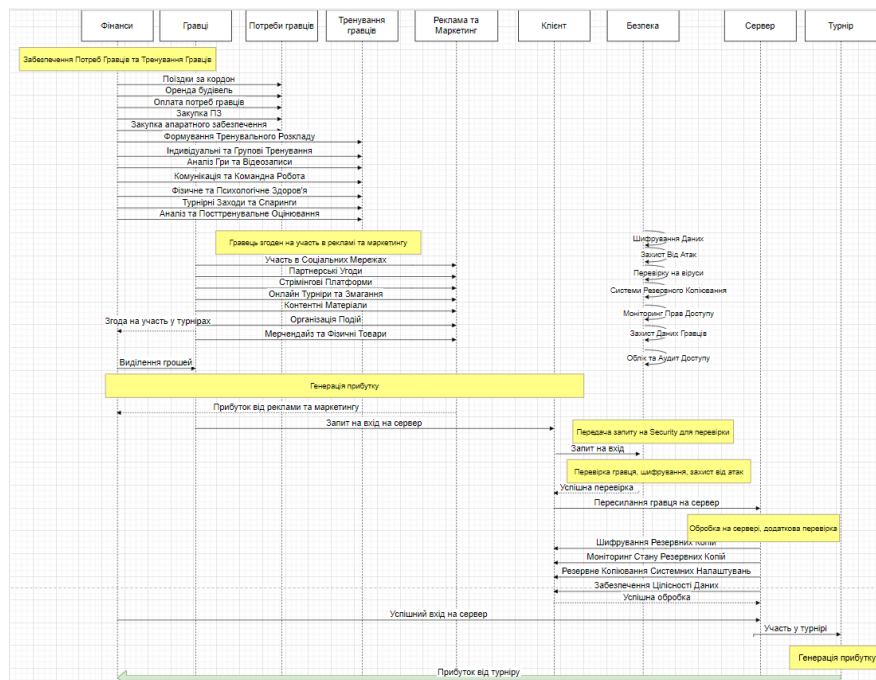 Фінанси
Гравці
Потреби гравців
Тренування
гравців
Реклама та
Маркетинг
Клієнт
Безпека
Сервер
Турнір
Забезпечення Потреб Гравців та Тренування Гравців
Поїздки за кордон
Оренда будівель
Оплата потреб гравців
Закупка ПЗ
Закупка апаратного забезпечення
Формування Тренувального Розкладу
Індивідуальні та Групові Тренування
Аналіз Гри та Відеозаписи
Комунікація та Командна Робота
Фізичне та Психологічне Здоров'я
Турнірні Заходи та Спаринги
Аналіз та Посттренувальне Оцінювання
Гравець згоден на участь в рекламі та маркетингу
Шифрування Даних
Захист Від Атак
Участь в Соціальних Мережах
Партнерські Угоди
Перевірку на віруси
Стрімінгові Платформи
Системи Резервного Копіювання
Онлайн Турніри та Змагання
Контентні Матеріали
Моніторинг Прав Доступу
Організація Подій
Згода на участь у турнірах
Мерчендайз та Фізичні Товари
Захист Даних Гравців
Облік та Аудит Доступу
Виділення грошей
Генерація прибутку
Прибуток від реклами та маркетингу
Запит на вхід на сервер
Передача запиту на Security для перевірки
Запит на вхід
Перевірка гравця, шифрування, захист від атак
Успішна перевірка
Пересилання гравця на сервер
Обробка на сервері, додаткова перевірка
Шифрування Резервних Копій
Моніторинг Стану Резервних Копій
Резервне Копіювання Системних Налаштувань
Забезпечення Цілісності Даних
Успішна обробка
Успішний вхід на сервер
Участь у турнірі
Генерація прибутку
Прибуток від турніру